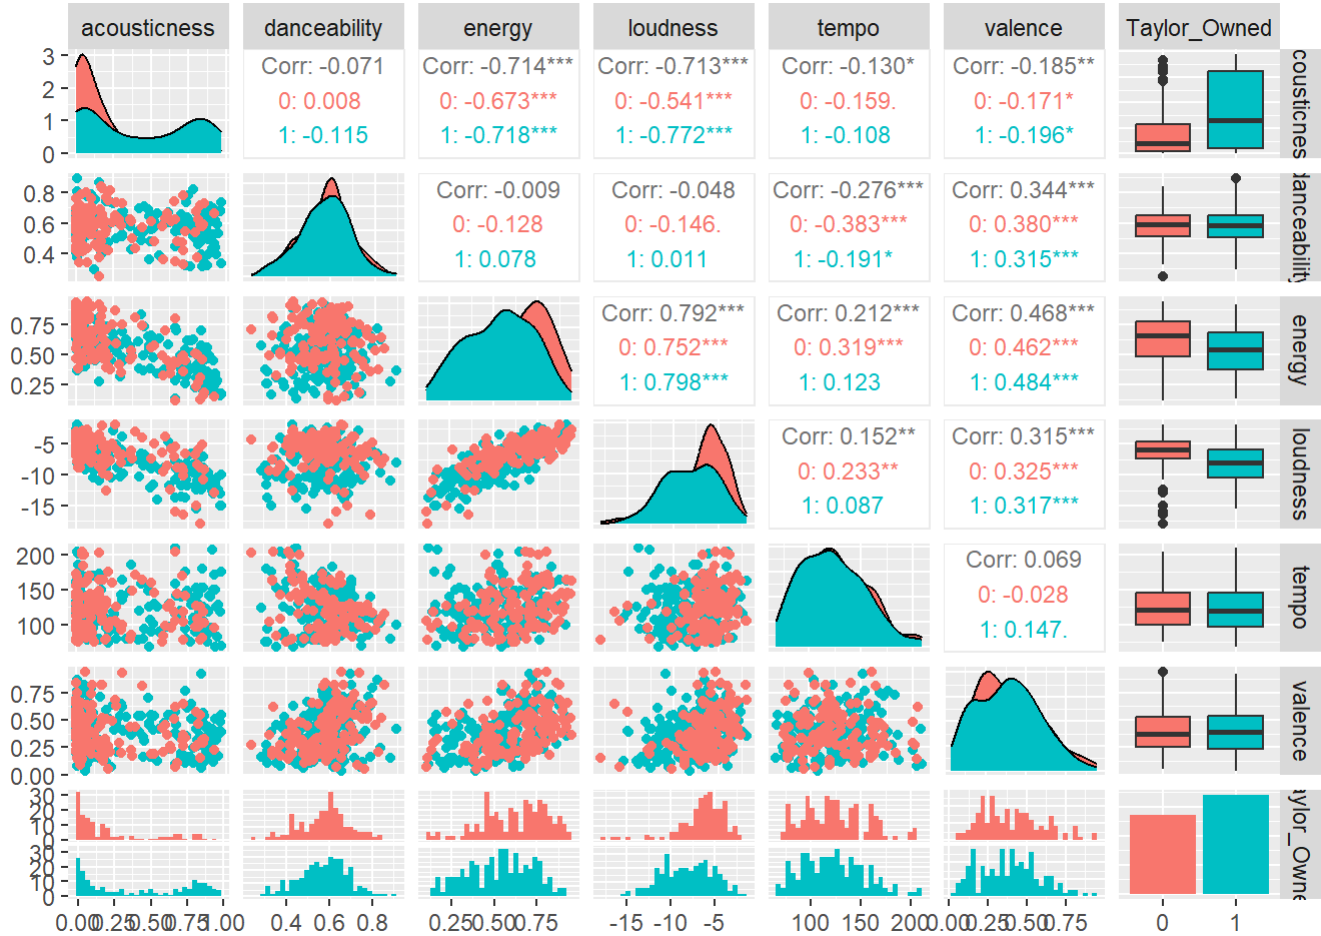 acousticness danceability energy loudness tempo valence Taylor_Owned
3
2
1
0
Corr: -0.071
0: 0.008
1: -0.115
Corr: -0.714***
0: -0.673***
1: -0.718***
Corr: -0.713***
0: -0.541***
1: -0.772***
Corr: -0.130*
0: -0.159.
1: -0.108
Corr: -0.185**
0: -0.171*
1: -0.196*
cousticnes
0.8
0.6
0.4
Corr: -0.009
0: -0.128
1: 0.078
Corr: -0.048
0: -0.146.
1: 0.011
Corr: -0.276***
0: -0.383***
1: -0.191*
Corr: 0.344***
0: 0.380***
1: 0.315***
danceability
0.75
0.50
0.25
Corr: 0.792***
0: 0.752***
1: 0.798***
Corr: 0.212***
0: 0.319***
1: 0.123
Corr: 0.468***
0: 0.462***
1: 0.484***
energy
-5
-10
-15
Corr: 0.152**
0: 0.233**
1: 0.087
Corr: 0.315***
0: 0.325***
1: 0.317***
loudness
200
150
100
Corr: 0.069
0: -0.028
1: 0.147.
tempo
0.75
0.50
0.25
0.00
valence
30
20
10
0
30
20
10
0
aylor_Owne
0.00 0.25 0.50 0.75 1.00 0.4 0.6 0.8 0.25 0.50 0.75 -15 -10 -5 100 150 200 0.00 0.25 0.50 0.75 0 1